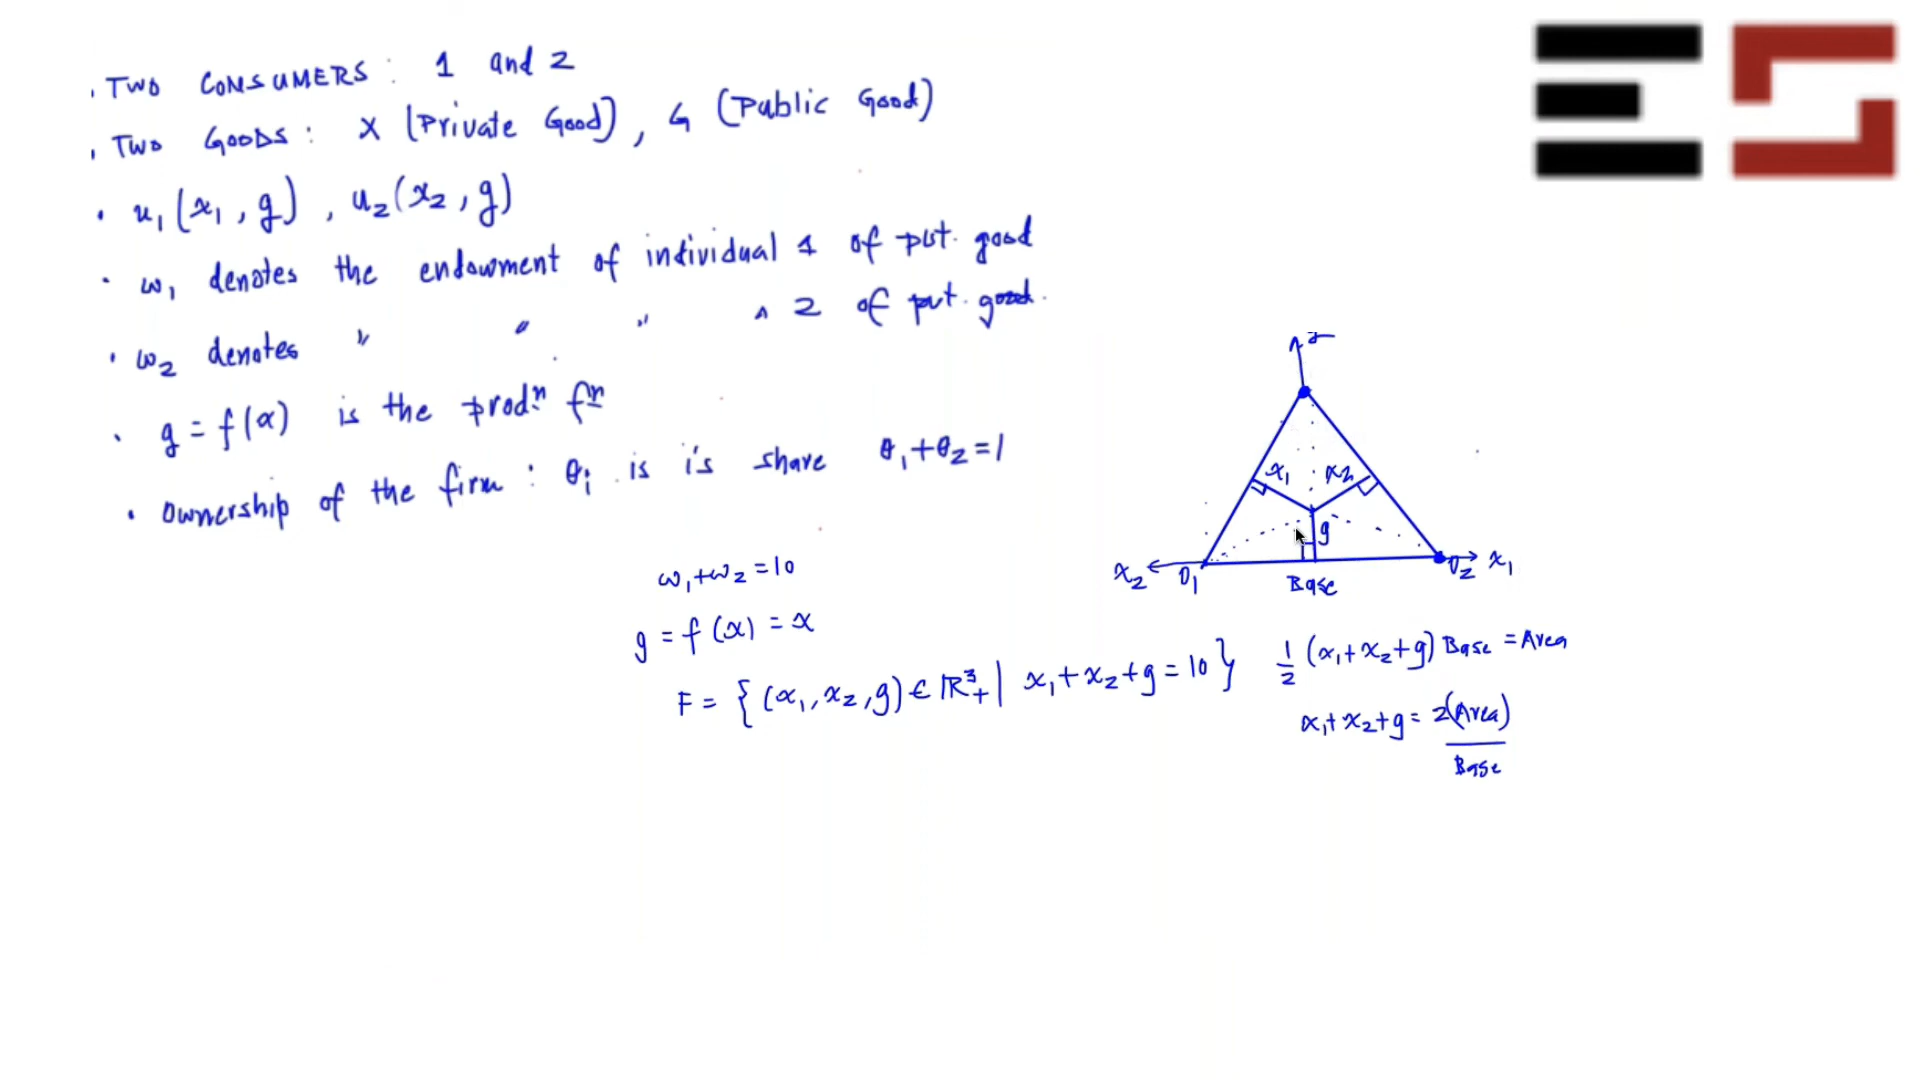 . TWO CONSUMERS : 1 and 2
. TWO GOODS : X (Private Good) , G (Public Good)
. u₁(x₁, g) , u₂(x₂, g)
. ω₁ denotes the endowment of individual 1 of pvt. good
. ω₂ denotes " " " " 2 of pvt. good.
. g = f(x) is the prodⁿ fⁿ
. Ownership of the firm : θᵢ is i's share θ₁+θ₂=1
x₁ x₂
g
x₂ O₁ O₂ x₁
Base
ω₁+ω₂=10
g = f(x) = x
F = { (x₁, x₂, g) ∈ ℝ³₊ | x₁+x₂+g = 10 }
1/2 (x₁+x₂+g) Base = Area
x₁+x₂+g = 2(Area)/Base
ES